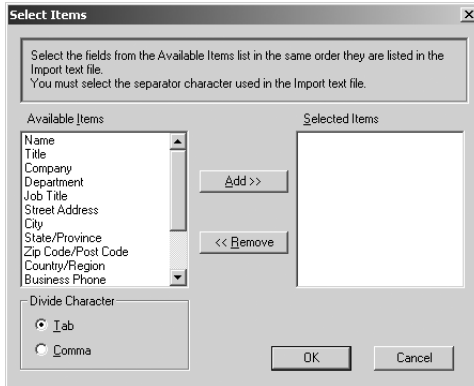 Select Items
Select the fields from the Available Items list in the same order they are listed in the
Import text file.
You must select the separator character used in the Import text file.
Available Items
Selected Items
Name
Title
Company
Department
Job Title
Street Address
City
State/Province
Zip Code/Post Code
Country/Region
Business Phone
Add >>
<< Remove
Divide Character
Tab
Comma
OK
Cancel